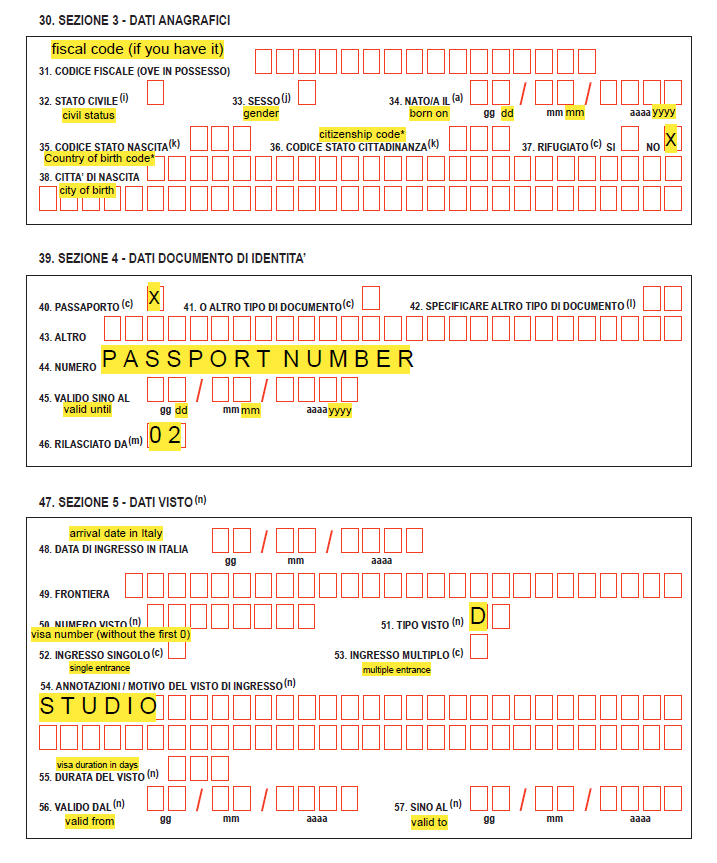 30. SEZIONE 3 - DATI ANAGRAFICI
fiscal code (if you have it)
31. CODICE FISCALE (OVE IN POSSESSO)
32. STATO CIVILE (i) 33. SESSO (j) 34. NATO/A IL (a) / /
civil status gender born on gg dd mm mm aaaa yyyy
citizenship code*
35. CODICE STATO NASCITA (k) 36. CODICE STATO CITTADINANZA (k) 37. RIFUGIATO (c) SI NO X
Country of birth code*
38. CITTA' DI NASCITA
city of birth
39. SEZIONE 4 - DATI DOCUMENTO DI IDENTITA'
40. PASSAPORTO (c) X 41. O ALTRO TIPO DI DOCUMENTO (c) 42. SPECIFICARE ALTRO TIPO DI DOCUMENTO (l)
43. ALTRO
44. NUMERO PASSPORT NUMBER
45. VALIDO SINO AL / /
valid until gg dd mm mm aaaa yyyy
46. RILASCIATO DA (m) 02
47. SEZIONE 5 - DATI VISTO (n)
arrival date in Italy
48. DATA DI INGRESSO IN ITALIA / /
gg mm aaaa
49. FRONTIERA
50. NUMERO VISTO (n) 51. TIPO VISTO (n) D
visa number (without the first 0)
52. INGRESSO SINGOLO (c) 53. INGRESSO MULTIPLO (c)
single entrance multiple entrance
54. ANNOTAZIONI / MOTIVO DEL VISTO DI INGRESSO (n)
STUDIO
visa duration in days
55. DURATA DEL VISTO (n)
56. VALIDO DAL (n) / / 57. SINO AL (n) / /
valid from gg mm aaaa valid to gg mm aaaa